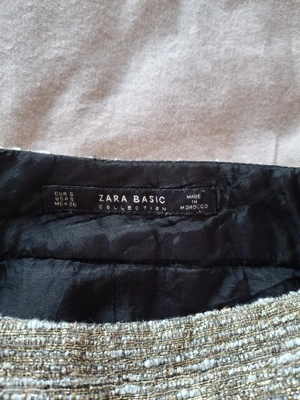 EUR S
USA S
MEX 26
ZARA BASIC
COLLECTION
MADE
IN
MOROCCO